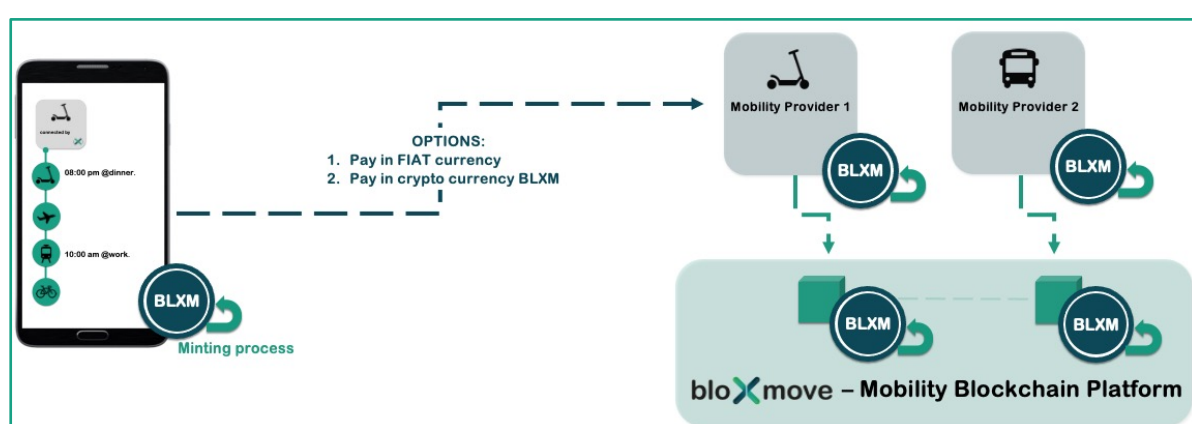 connected by
08:00 pm @dinner.
10:00 am @work.
BLXM
Minting process
OPTIONS:
1. Pay in FIAT currency
2. Pay in crypto currency BLXM
Mobility Provider 1
BLXM
Mobility Provider 2
BLXM
BLXM
BLXM
bloXmove – Mobility Blockchain Platform